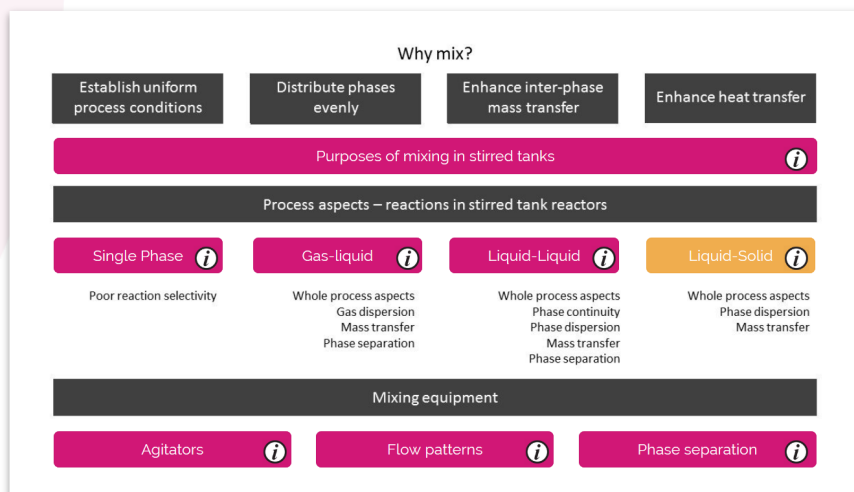 Why mix?
Establish uniform
process conditions
Distribute phases
evenly
Enhance inter-phase
mass transfer
Enhance heat transfer
Purposes of mixing in stirred tanks i
Process aspects – reactions in stirred tank reactors
Single Phase i
Gas-liquid i
Liquid-Liquid i
Liquid-Solid i
Poor reaction selectivity
Whole process aspects
Gas dispersion
Mass transfer
Phase separation
Whole process aspects
Phase continuity
Phase dispersion
Mass transfer
Phase separation
Whole process aspects
Phase dispersion
Mass transfer
Mixing equipment
Agitators i
Flow patterns i
Phase separation i